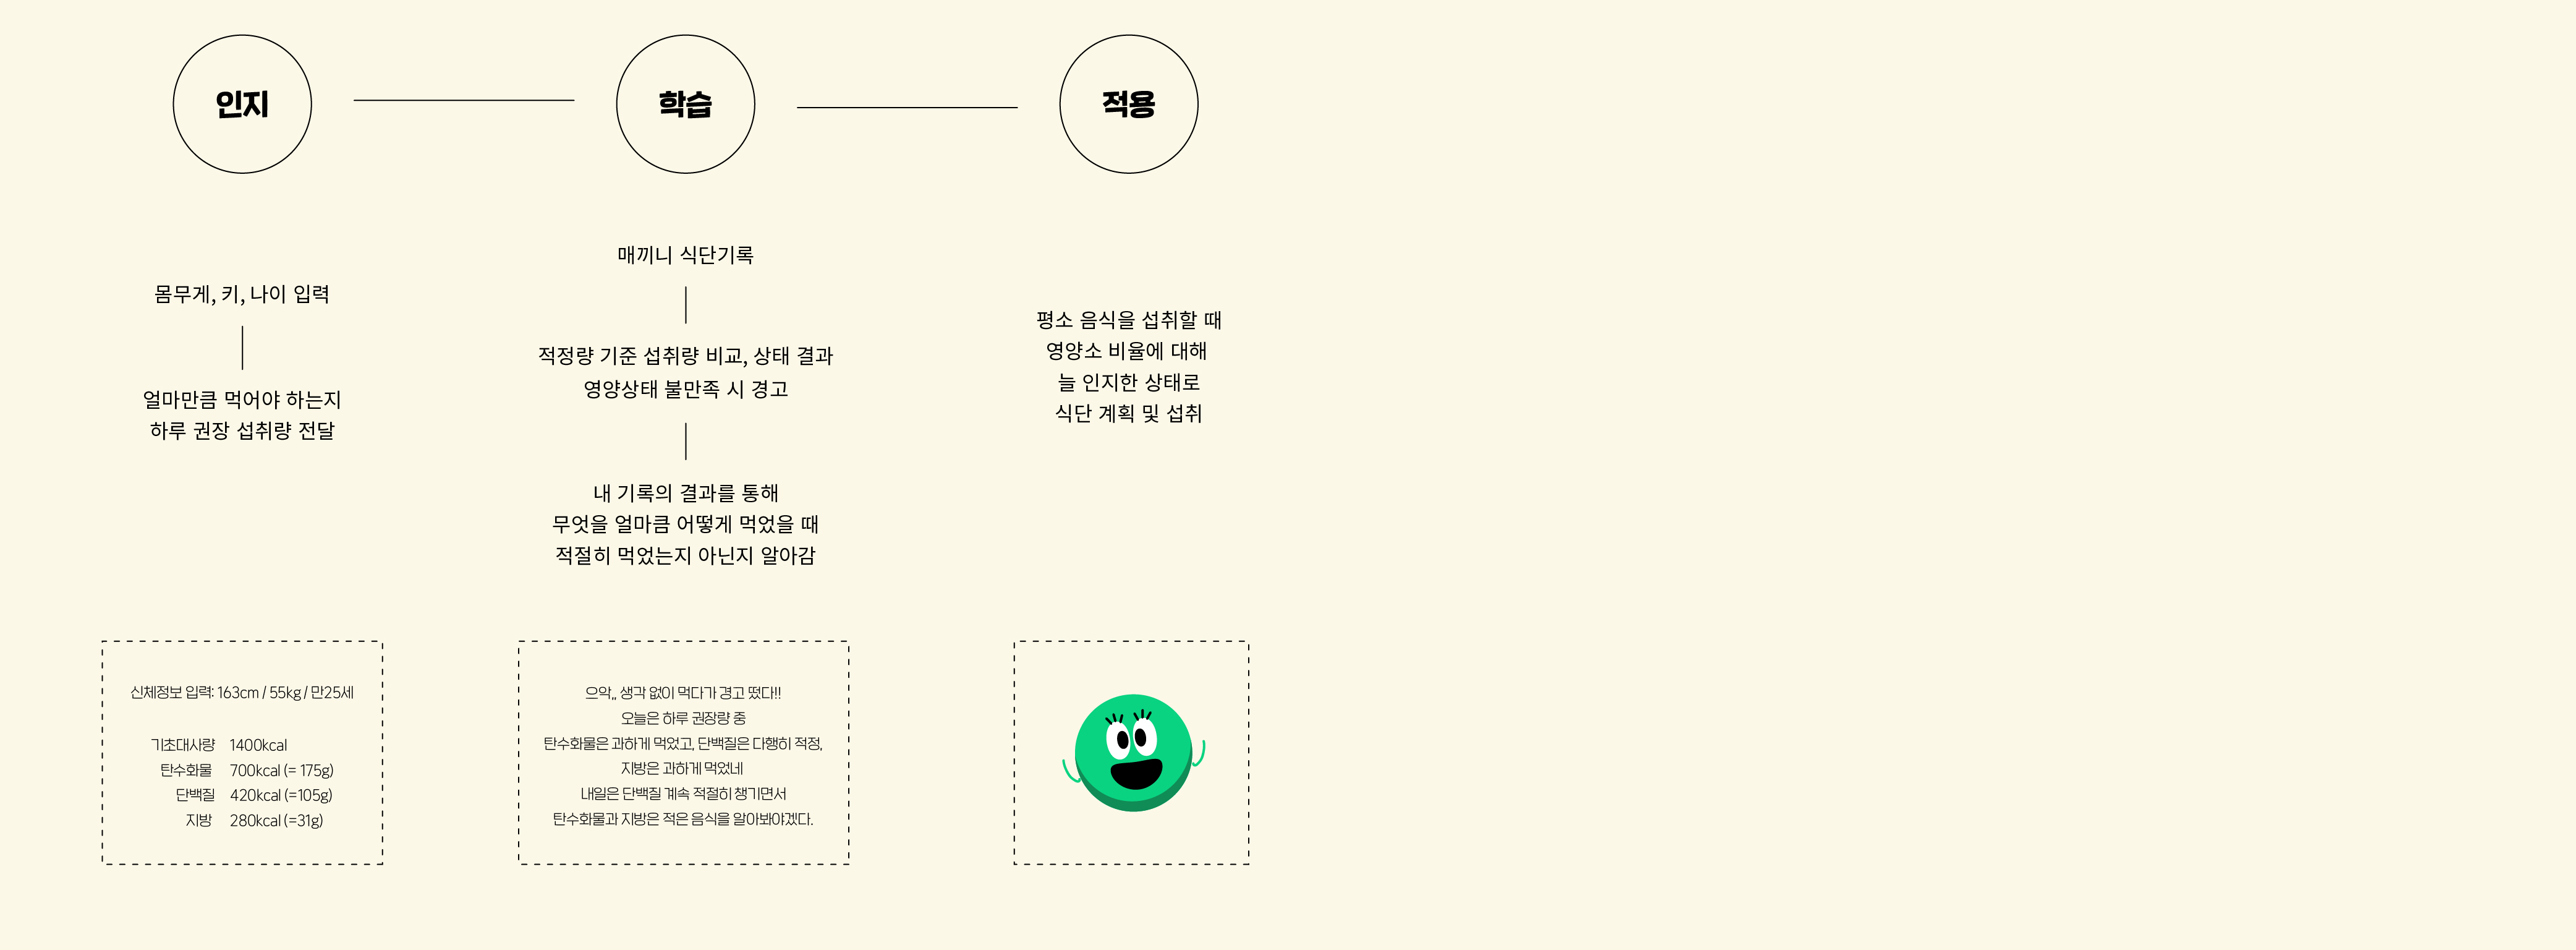 인지
학습
적용
몸무게, 키, 나이 입력
얼마만큼 먹어야 하는지
하루 권장 섭취량 전달
매끼니 식단기록
적정량 기준 섭취량 비교, 상태 결과
영양상태 불만족 시 경고
내 기록의 결과를 통해
무엇을 얼마큼 어떻게 먹었을 때
적절히 먹었는지 아닌지 알아감
평소 음식을 섭취할 때
영양소 비율에 대해
늘 인지한 상태로
식단 계획 및 섭취
신체정보 입력: 163cm / 55kg / 만25세
기초대사량 1400kcal
탄수화물 700kcal (= 175g)
단백질 420kcal (=105g)
지방 280kcal (=31g)
으악,, 생각 없이 먹다가 경고 떴다!!
오늘은 하루 권장량 중
탄수화물은 과하게 먹었고, 단백질은 다행히 적정,
지방은 과하게 먹었네
내일은 단백질 계속 적절히 챙기면서
탄수화물과 지방은 적은 음식을 알아봐야겠다.